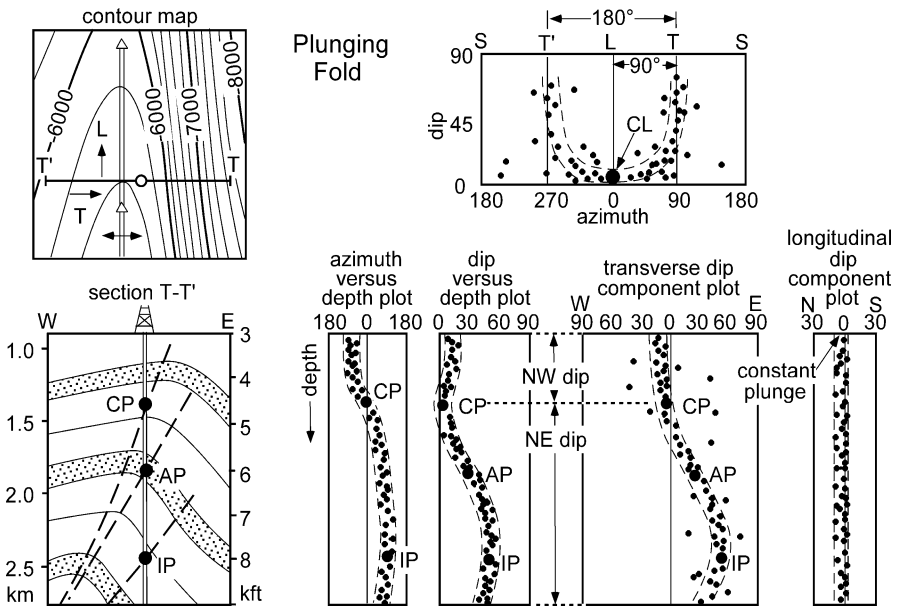 contour map
-6000
-6000
-7000
-8000
L
T'
T
T
Plunging
Fold
180°
S T' L T S
90°
90
45
0
dip
CL
180 270 0 90 180
azimuth
section T-T'
W E
1.0
1.5
2.0
2.5
km
3
4
5
6
7
8
kft
CP
AP
IP
azimuth
versus
depth plot
180 0 180
depth
CP
IP
dip
versus
depth plot
0 30 60 90
CP
AP
IP
NW dip
NE dip
transverse dip
component plot
W E
90 60 30 0 30 60 90
CP
AP
IP
longitudinal
dip
component
plot
N S
30 0 30
constant
plunge